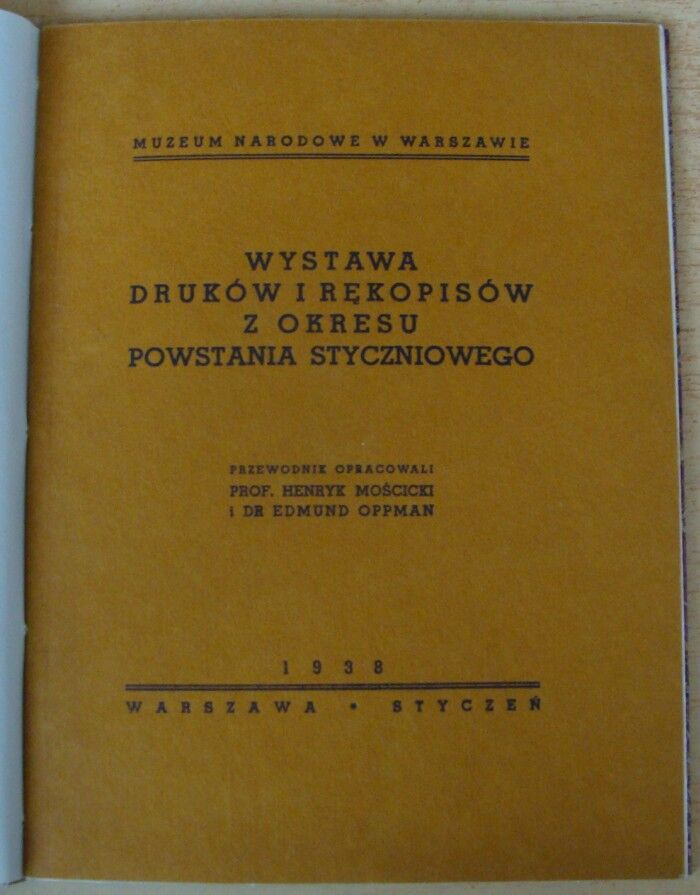 MUZEUM NARODOWE W WARSZAWIE
WYSTAWA
DRUKÓW I RĘKOPISÓW
Z OKRESU
POWSTANIA STYCZNIOWEGO
PRZEWODNIK OPRACOWALI
PROF. HENRYK MOŚCICKI
i DR EDMUND OPPMAN
1938
WARSZAWA • STYCZEŃ